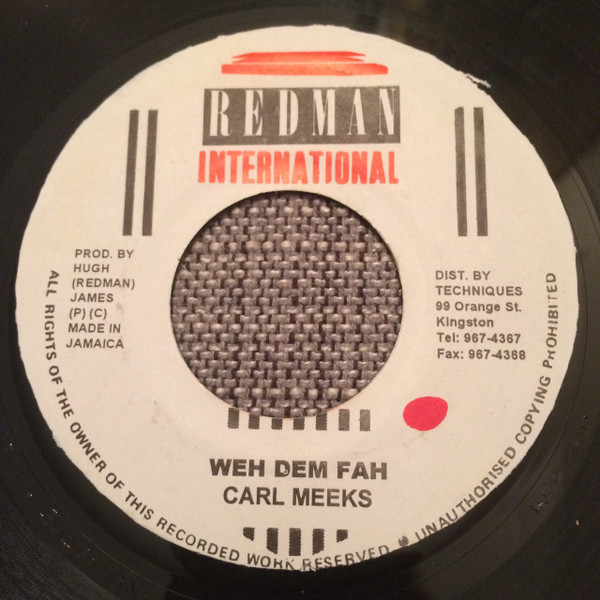 REDMAN
INTERNATIONAL
PROD. BY
HUGH
(REDMAN)
JAMES
(P) (C)
MADE IN
JAMAICA
DIST. BY
TECHNIQUES
99 Orange St.
Kingston
Tel: 967-4367
Fax: 967-4368
WEH DEM FAH
CARL MEEKS
ALL RIGHTS OF THE OWNER OF THIS RECORDED WORK RESERVED • UNAUTHORISED COPYING PROHIBITED